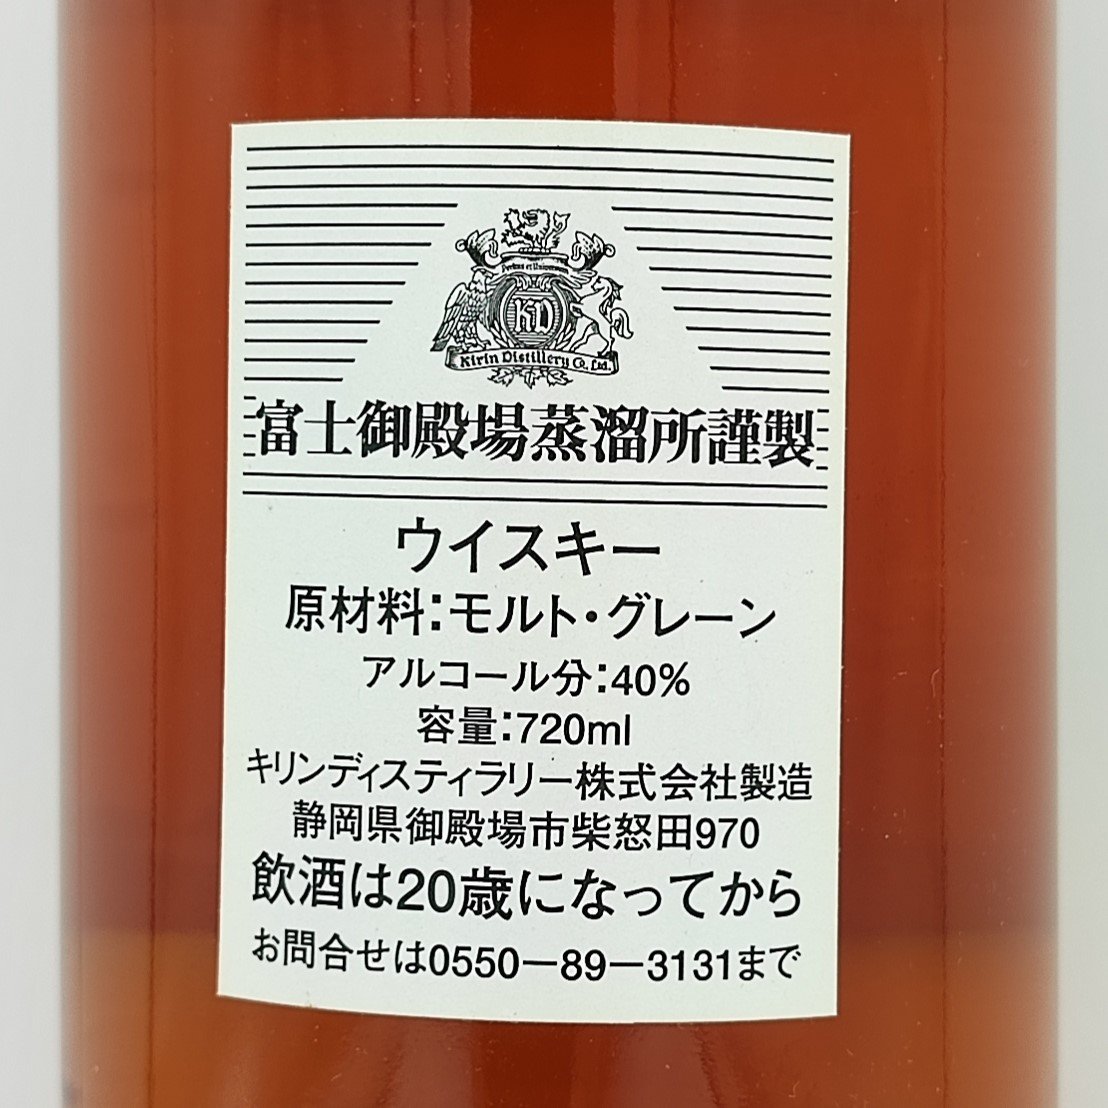 KD
Kirin Distillery Co. Ltd.
富士御殿場蒸溜所謹製
ウイスキー
原材料:モルト・グレーン
アルコール分:40%
容量:720ml
キリンディスティラリー株式会社製造
静岡県御殿場市柴怒田970
飲酒は20歳になってから
お問合せは0550-89-3131まで